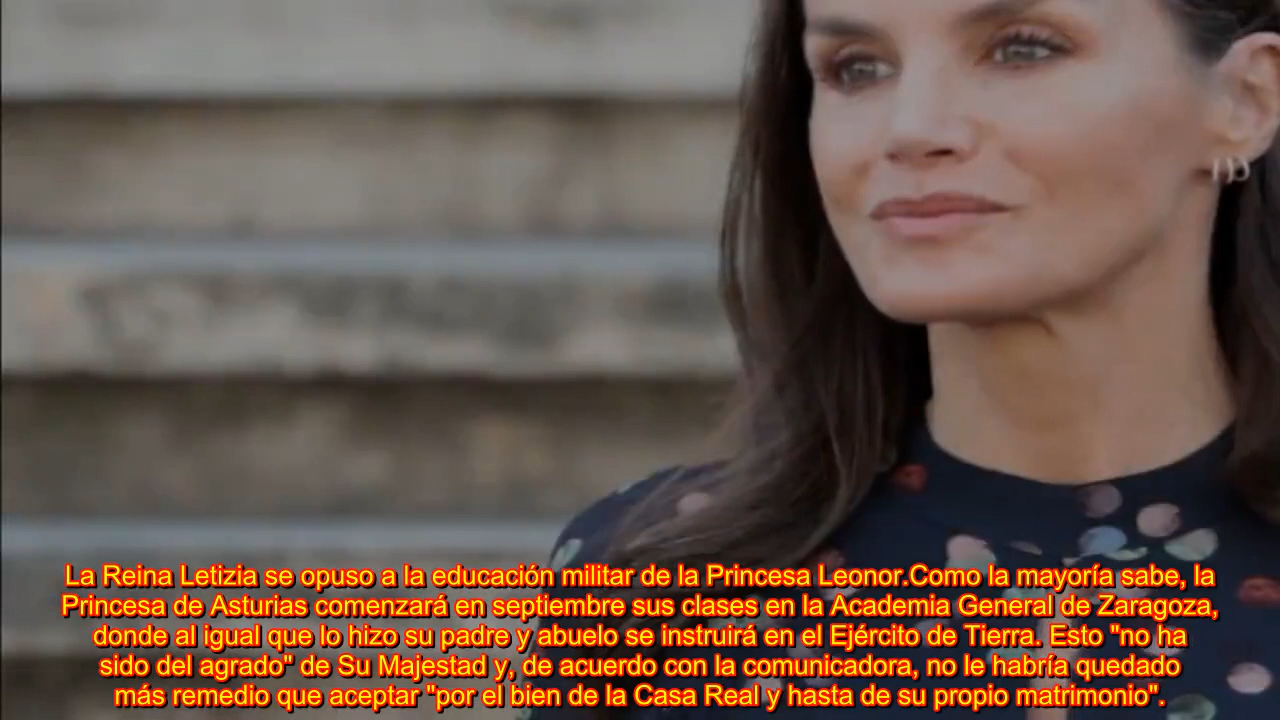 La Reina Letizia se opuso a la educación militar de la Princesa Leonor.Como la mayoría sabe, la
Princesa de Asturias comenzará en septiembre sus clases en la Academia General de Zaragoza,
donde al igual que lo hizo su padre y abuelo se instruirá en el Ejército de Tierra. Esto "no ha
sido del agrado" de Su Majestad y, de acuerdo con la comunicadora, no le habría quedado
más remedio que aceptar "por el bien de la Casa Real y hasta de su propio matrimonio".